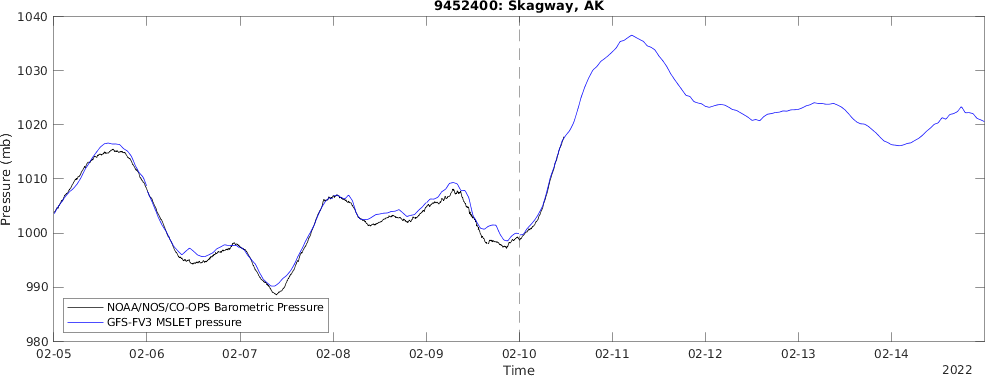 9452400: Skagway, AK
1040
1030
1020
1010
1000
990
980
Pressure (mb)
NOAA/NOS/CO-OPS Barometric Pressure
GFS-FV3 MSLET pressure
02-05 02-06 02-07 02-08 02-09 02-10 02-11 02-12 02-13 02-14
Time
2022